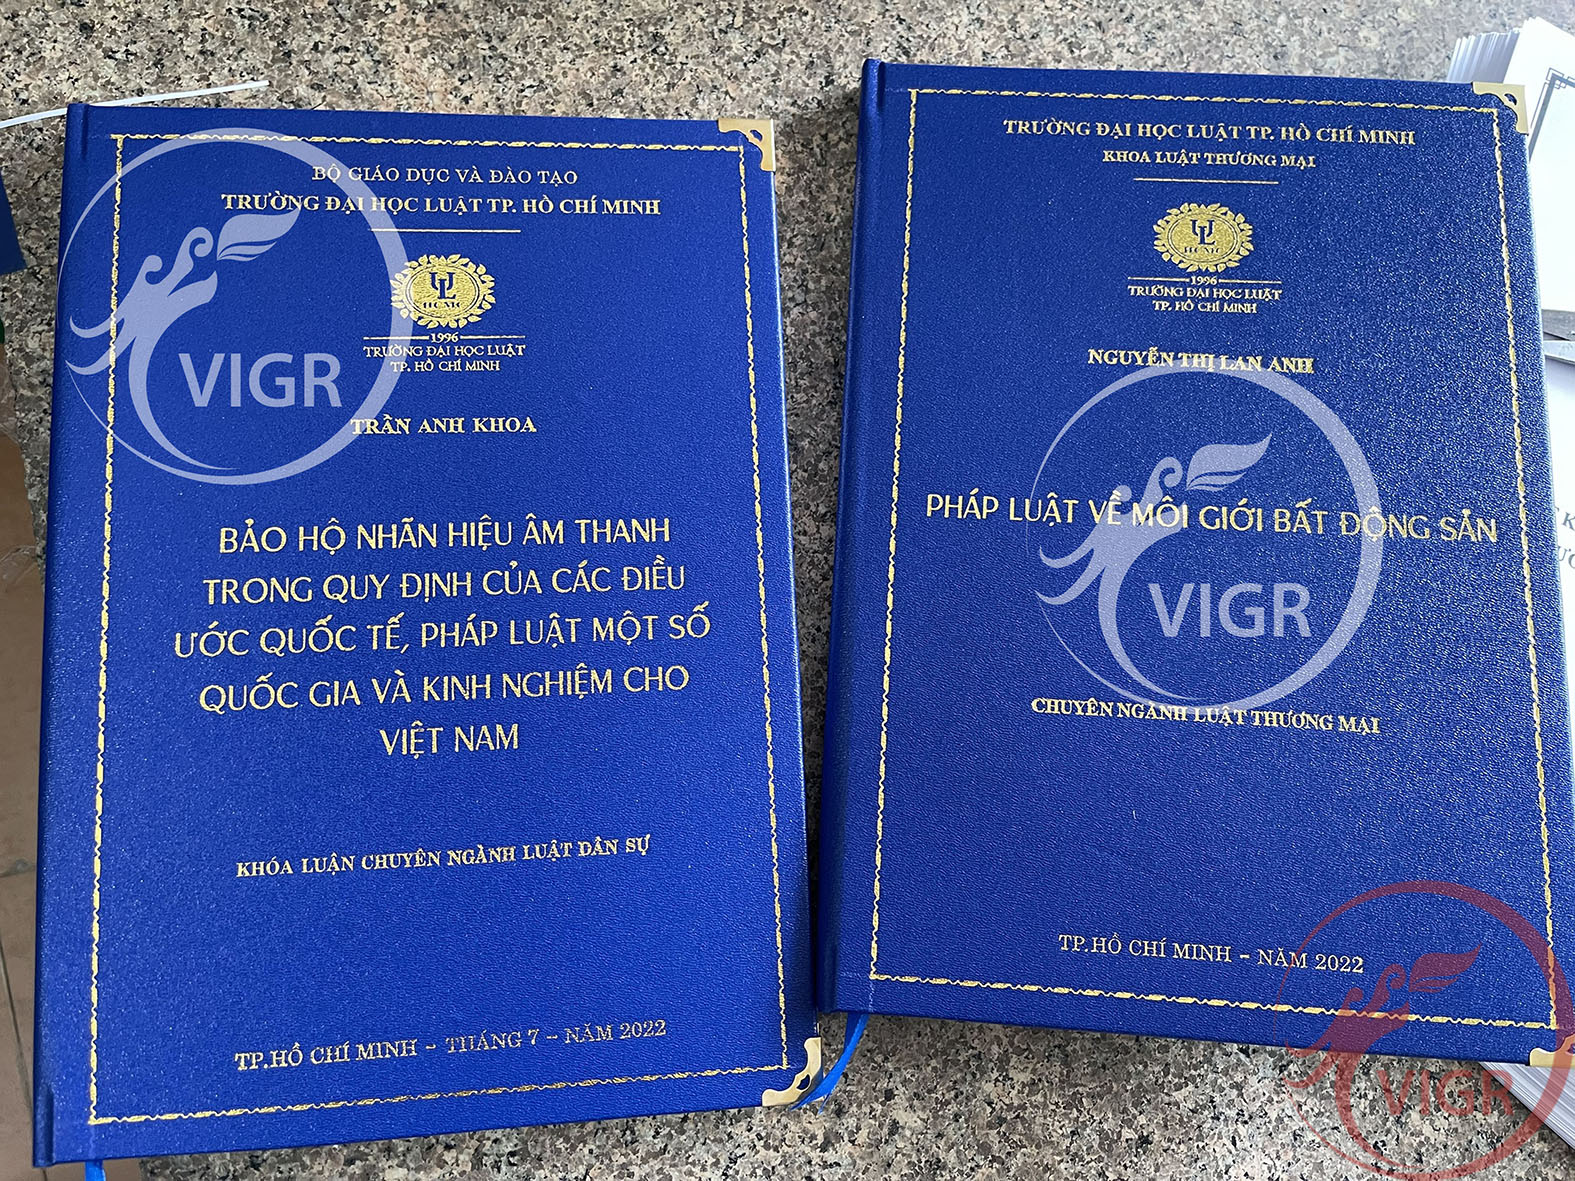 BỘ GIÁO DỤC VÀ ĐÀO TẠO
TRƯỜNG ĐẠI HỌC LUẬT TP. HỒ CHÍ MINH
UL
HCMC
1996
TRƯỜNG ĐẠI HỌC LUẬT
TP. HỒ CHÍ MINH
VIGR
TRẦN ANH KHOA
BẢO HỘ NHÃN HIỆU ÂM THANH
TRONG QUY ĐỊNH CỦA CÁC ĐIỀU
ƯỚC QUỐC TẾ, PHÁP LUẬT MỘT SỐ
QUỐC GIA VÀ KINH NGHIỆM CHO
VIỆT NAM
KHÓA LUẬN CHUYÊN NGÀNH LUẬT DÂN SỰ
TP.HỒ CHÍ MINH – THÁNG 7 – NĂM 2022
TRƯỜNG ĐẠI HỌC LUẬT TP. HỒ CHÍ MINH
KHOA LUẬT THƯƠNG MẠI
UL
HCMC
1996
TRƯỜNG ĐẠI HỌC LUẬT
TP. HỒ CHÍ MINH
NGUYỄN THỊ LAN ANH
PHÁP LUẬT VỀ MÔI GIỚI BẤT ĐỘNG SẢN
VIGR
CHUYÊN NGÀNH LUẬT THƯƠNG MẠI
TP.HỒ CHÍ MINH – NĂM 2022
VIGR